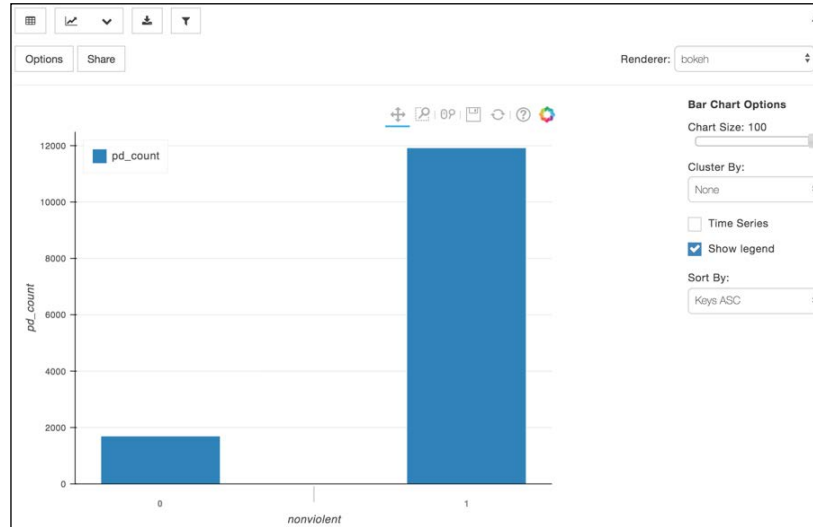 Options
Share
Renderer:
bokeh
Bar Chart Options
Chart Size: 100
pd_count
12000
10000
8000
6000
4000
2000
0
pd_count
0
1
nonviolent
Cluster By:
None
Time Series
Show legend
Sort By:
Keys ASC